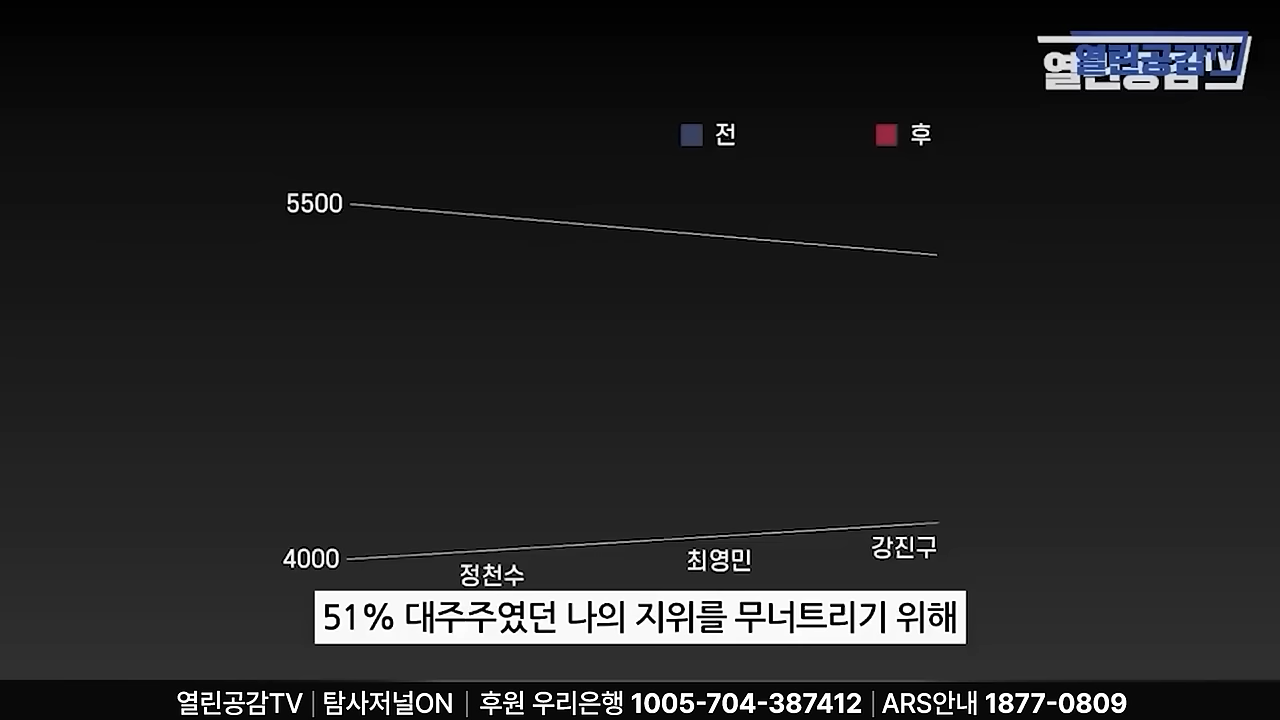 열린공감TV
전
후
5500
4000
정천수
최영민
강진구
51% 대주주였던 나의 지위를 무너트리기 위해
열린공감TV | 탐사저널ON | 후원 우리은행 1005-704-387412 | ARS안내 1877-0809